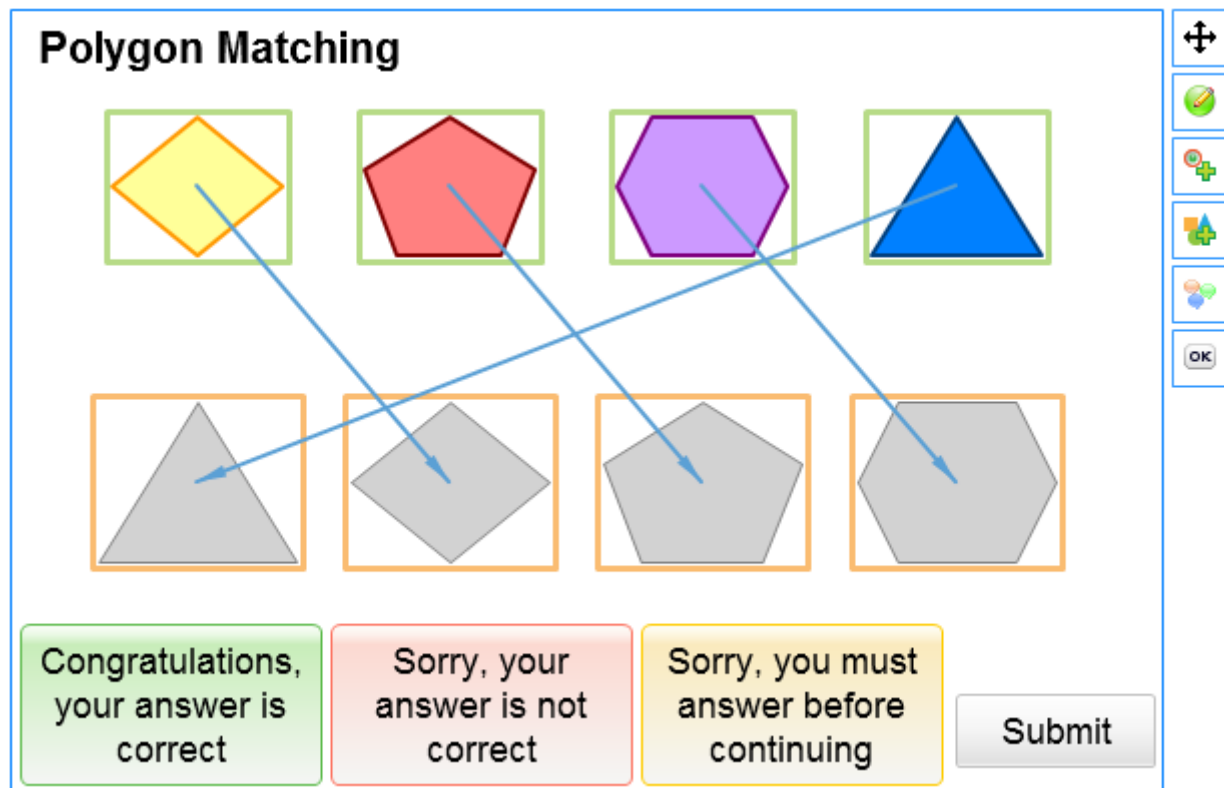 Polygon Matching
OK
Congratulations,
your answer is
correct
Sorry, your
answer is not
correct
Sorry, you must
answer before
continuing
Submit